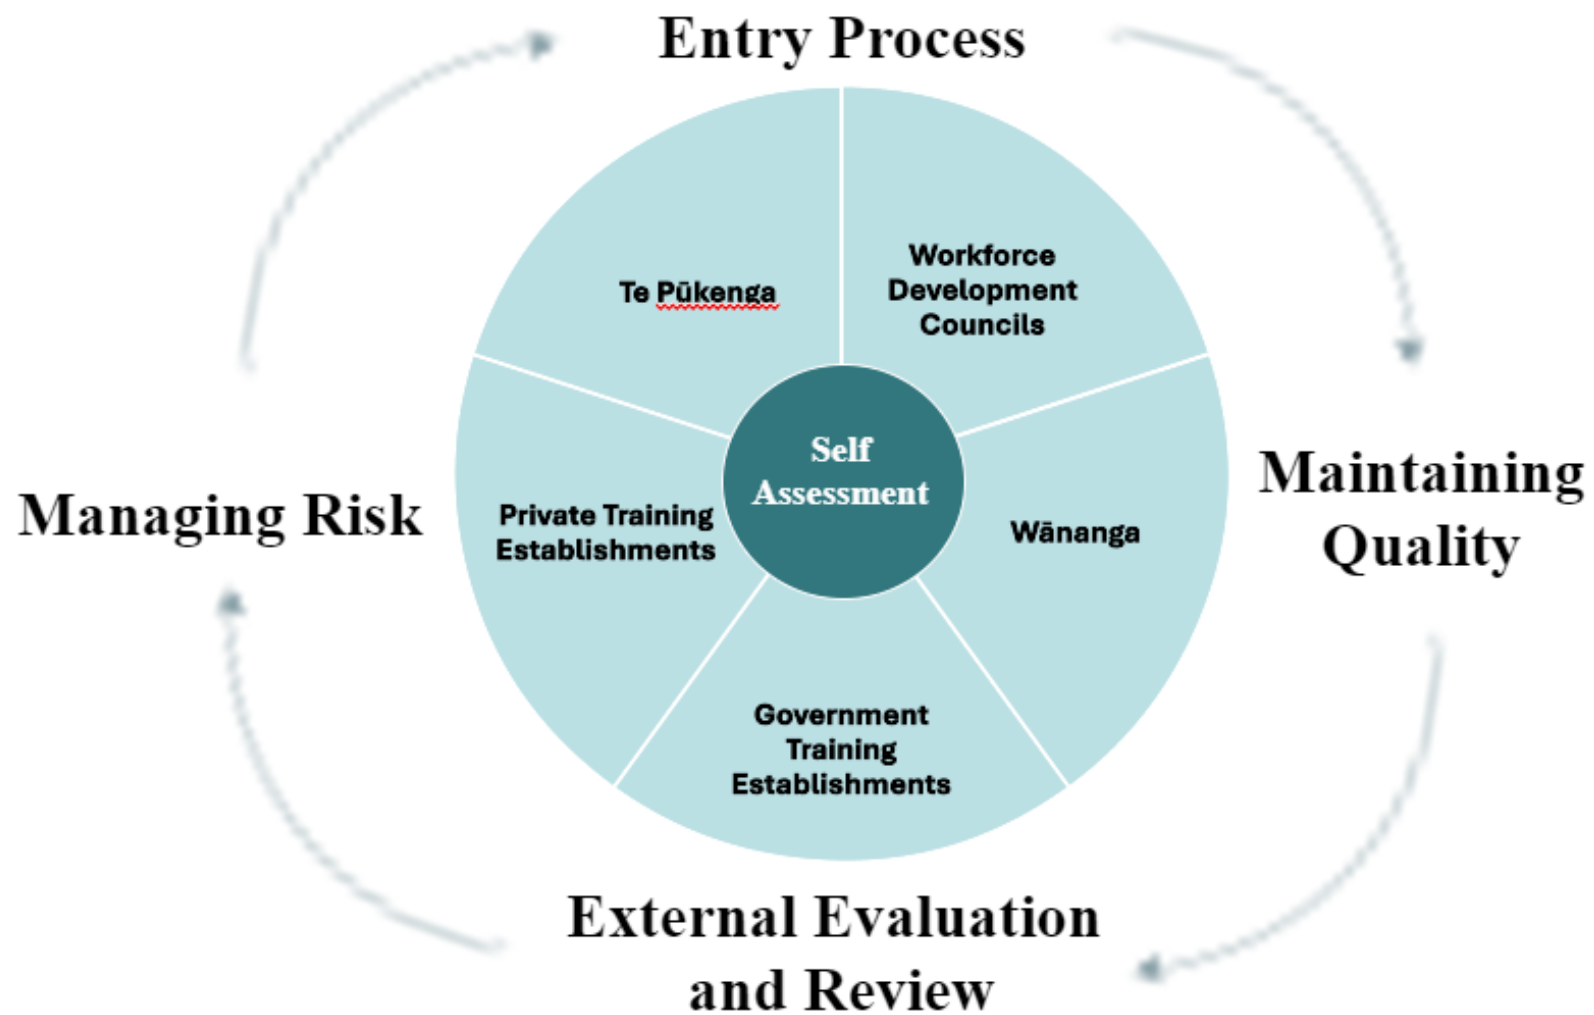 Entry Process
Te Pūkenga
Workforce
Development
Councils
Self
Assessment
Managing Risk
Private Training
Establishments
Wānanga
Maintaining
Quality
Government
Training
Establishments
External Evaluation
and Review